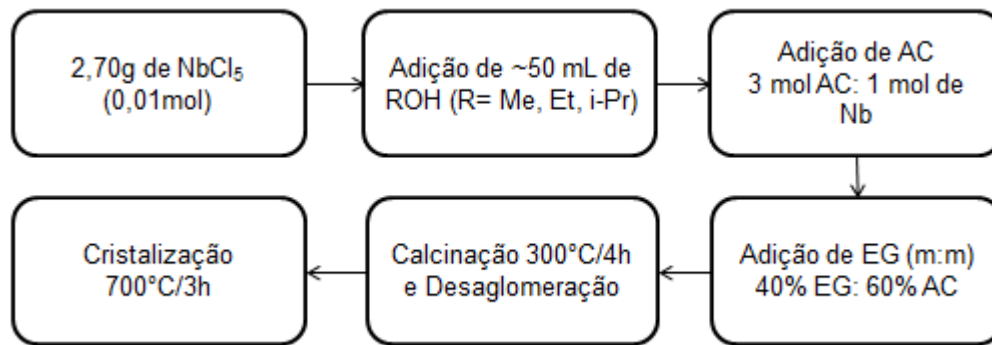 2,70g de NbCl₅
(0,01mol)
Adição de ~50 mL de
ROH (R= Me, Et, i-Pr)
Adição de AC
3 mol AC: 1 mol de
Nb
Adição de EG (m:m)
40% EG: 60% AC
Calcinação 300°C/4h
e Desaglomeração
Cristalização
700°C/3h